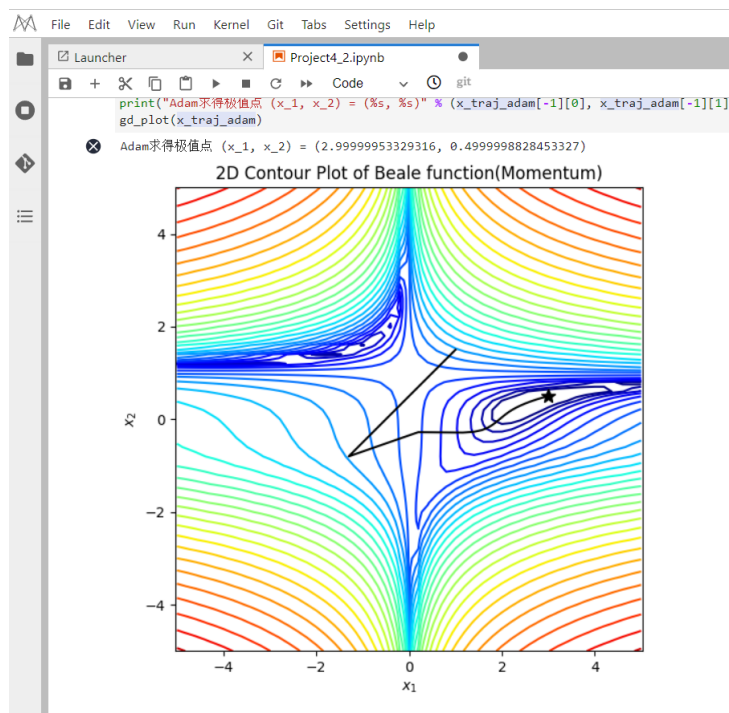 File Edit View Run Kernel Git Tabs Settings Help
Launcher Project4_2.ipynb
Code git
print("Adam求得极值点 (x_1, x_2) = (%s, %s)" % (x_traj_adam[-1][0], x_traj_adam[-1][1]
gd_plot(x_traj_adam)
Adam求得极值点 (x_1, x_2) = (2.99999953329316, 0.4999998828453327)
2D Contour Plot of Beale function(Momentum)
4
2
0
−2
−4
x₂
−4 −2 0 2 4
x₁